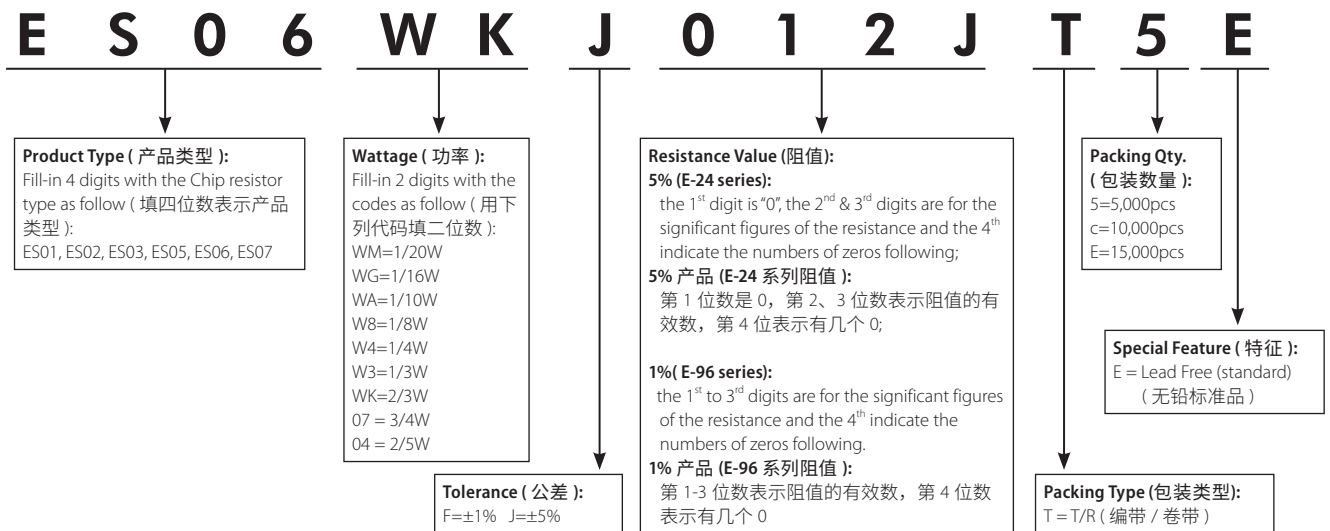 E S 0 6 W K J 0 1 2 J T 5 E
Product Type ( 产品类型 ):
Fill-in 4 digits with the Chip resistor
type as follow ( 填四位数表示产品
类型 ):
ES01, ES02, ES03, ES05, ES06, ES07
Wattage ( 功率 ):
Fill-in 2 digits with the
codes as follow ( 用下
列代码填二位数 ):
WM=1/20W
WG=1/16W
WA=1/10W
W8=1/8W
W4=1/4W
W3=1/3W
WK=2/3W
07 = 3/4W
04 = 2/5W
Tolerance ( 公差 ):
F=±1% J=±5%
Resistance Value (阻值):
5% (E-24 series):
the 1st digit is "0", the 2nd & 3rd digits are for the
significant figures of the resistance and the 4th
indicate the numbers of zeros following;
5% 产品 (E-24 系列阻值 ):
第 1 位数是 0，第 2、3 位数表示阻值的有
效数，第 4 位表示有几个 0;
1%( E-96 series):
the 1st to 3rd digits are for the significant figures
of the resistance and the 4th indicate the
numbers of zeros following.
1% 产品 (E-96 系列阻值 ):
第 1-3 位数表示阻值的有效数，第 4 位数
表示有几个 0
Packing Qty.
( 包装数量 ):
5=5,000pcs
c=10,000pcs
E=15,000pcs
Special Feature ( 特征 ):
E = Lead Free (standard)
( 无铅标准品 )
Packing Type (包装类型):
T = T/R ( 编带 / 卷带 )